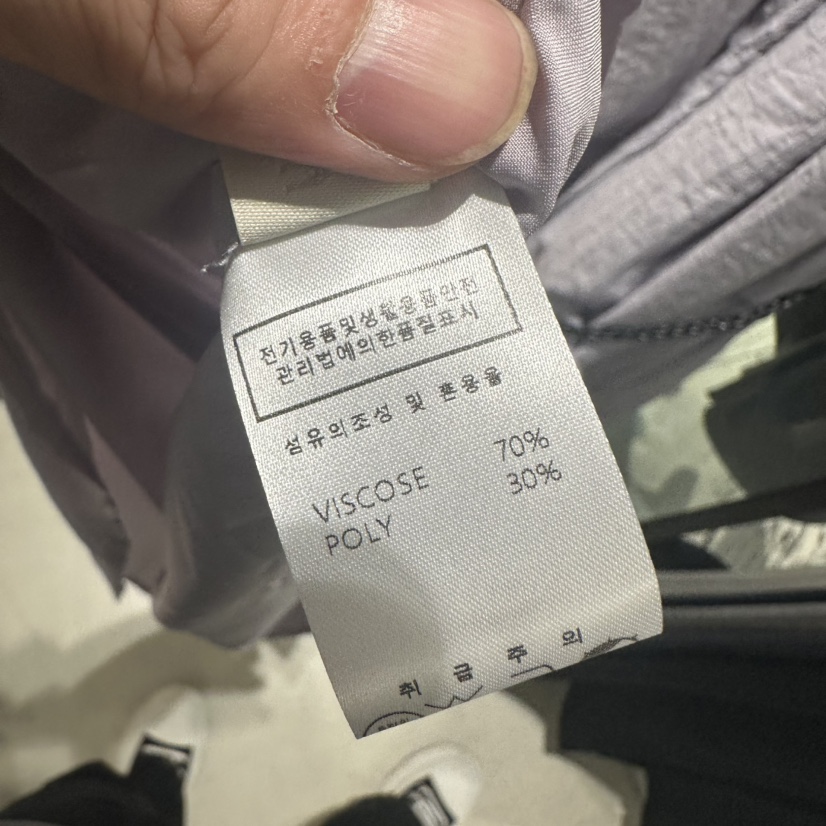 전기용품및생활용품안전
관리법에의한품질표시
섬유의조성 및 혼용율
VISCOSE 70%
POLY 30%
취 급 주 의